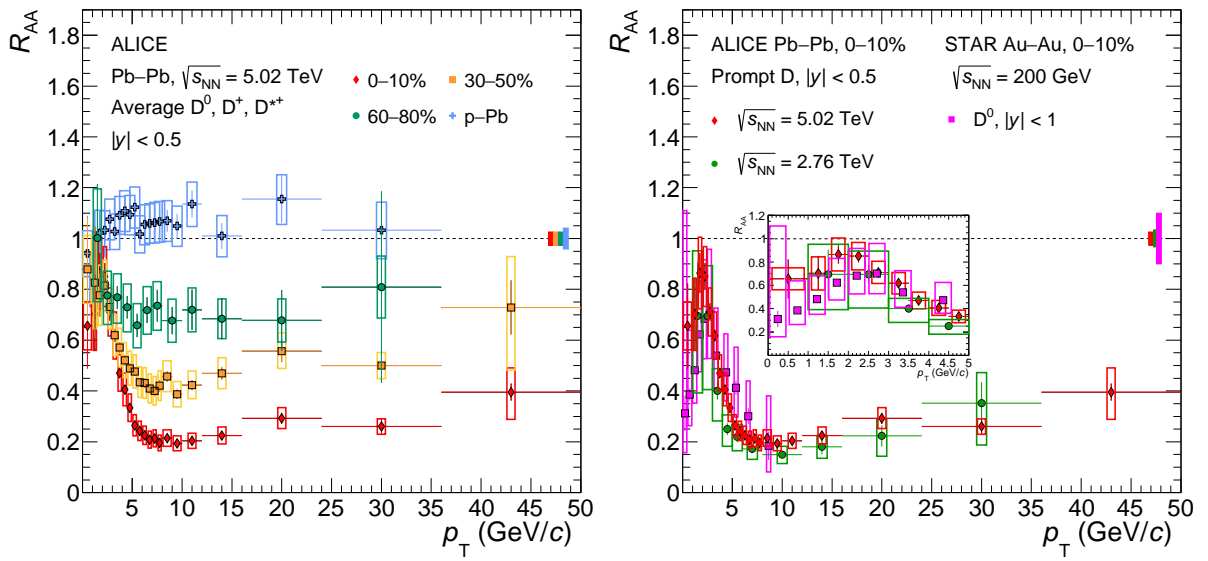 R_AA
1.8
1.6
1.4
1.2
1
0.8
0.6
0.4
0.2
0
ALICE
Pb–Pb, √s_NN = 5.02 TeV
Average D⁰, D⁺, D*⁺
|y| < 0.5
0–10%
30–50%
60–80%
p–Pb
5 10 15 20 25 30 35 40 45 50
p_T (GeV/c)
R_AA
1.8
1.6
1.4
1.2
1
0.8
0.6
0.4
0.2
0
ALICE Pb–Pb, 0–10%
Prompt D, |y| < 0.5
√s_NN = 5.02 TeV
√s_NN = 2.76 TeV
STAR Au–Au, 0–10%
√s_NN = 200 GeV
D⁰, |y| < 1
R_AA
1.2
1
0.8
0.6
0.4
0.2
0
0 0.5 1 1.5 2 2.5 3 3.5 4 4.5 5
p_T (GeV/c)
5 10 15 20 25 30 35 40 45 50
p_T (GeV/c)